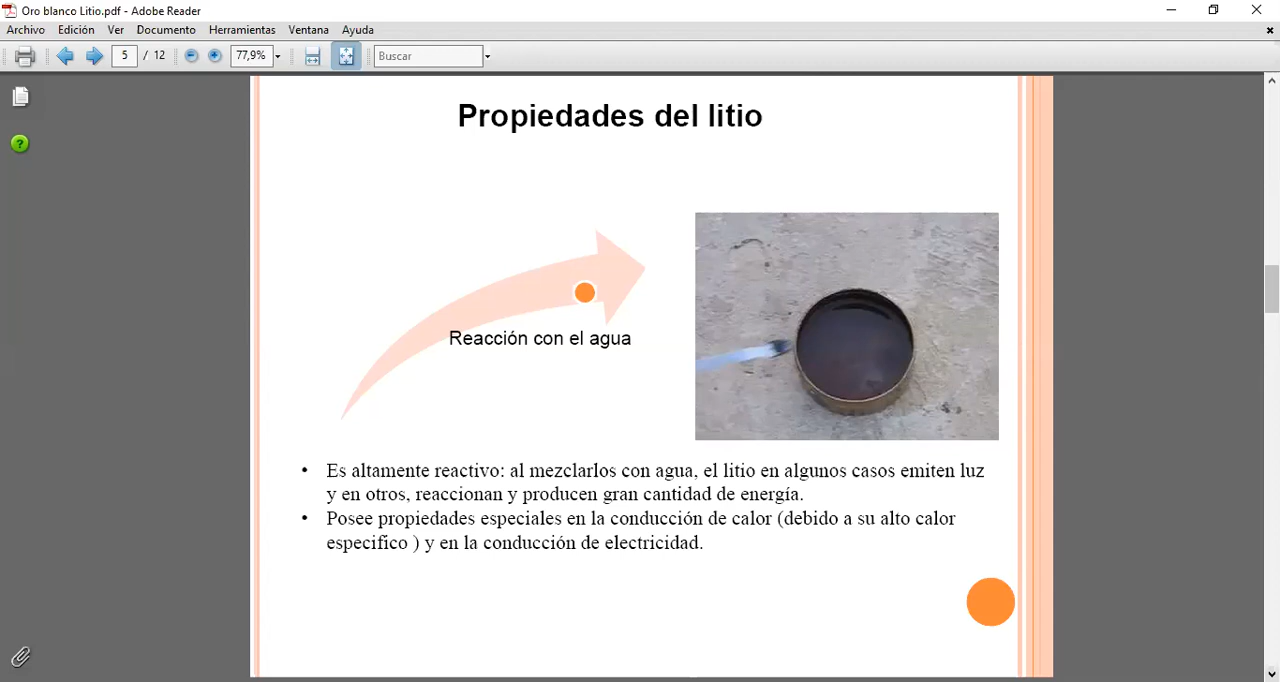 Oro blanco Litio.pdf - Adobe Reader
Archivo Edición Ver Documento Herramientas Ventana Ayuda
5 / 12 77,9% Buscar
Propiedades del litio
Reacción con el agua
• Es altamente reactivo: al mezclarlos con agua, el litio en algunos casos emiten luz
y en otros, reaccionan y producen gran cantidad de energía.
• Posee propiedades especiales en la conducción de calor (debido a su alto calor
especifico ) y en la conducción de electricidad.